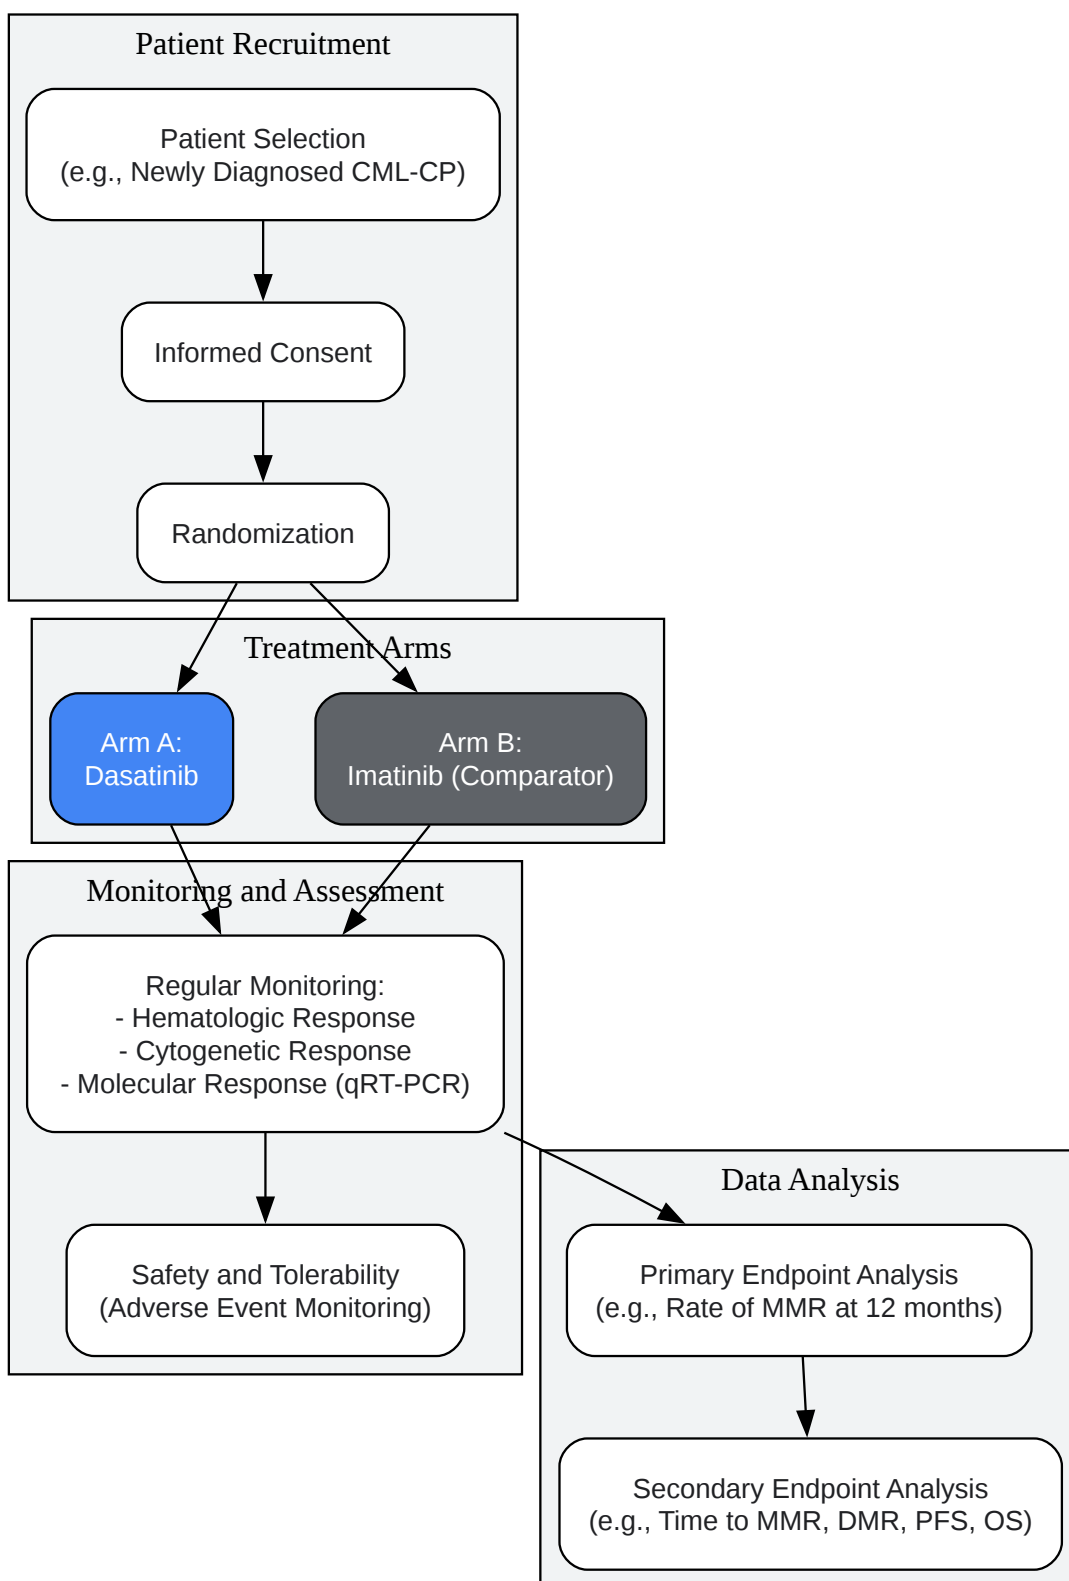 Patient Recruitment
Patient Selection
(e.g., Newly Diagnosed CML-CP)
Informed Consent
Randomization
Treatment Arms
Arm A:
Dasatinib
Arm B:
Imatinib (Comparator)
Monitoring and Assessment
Regular Monitoring:
- Hematologic Response
- Cytogenetic Response
- Molecular Response (qRT-PCR)
Safety and Tolerability
(Adverse Event Monitoring)
Data Analysis
Primary Endpoint Analysis
(e.g., Rate of MMR at 12 months)
Secondary Endpoint Analysis
(e.g., Time to MMR, DMR, PFS, OS)